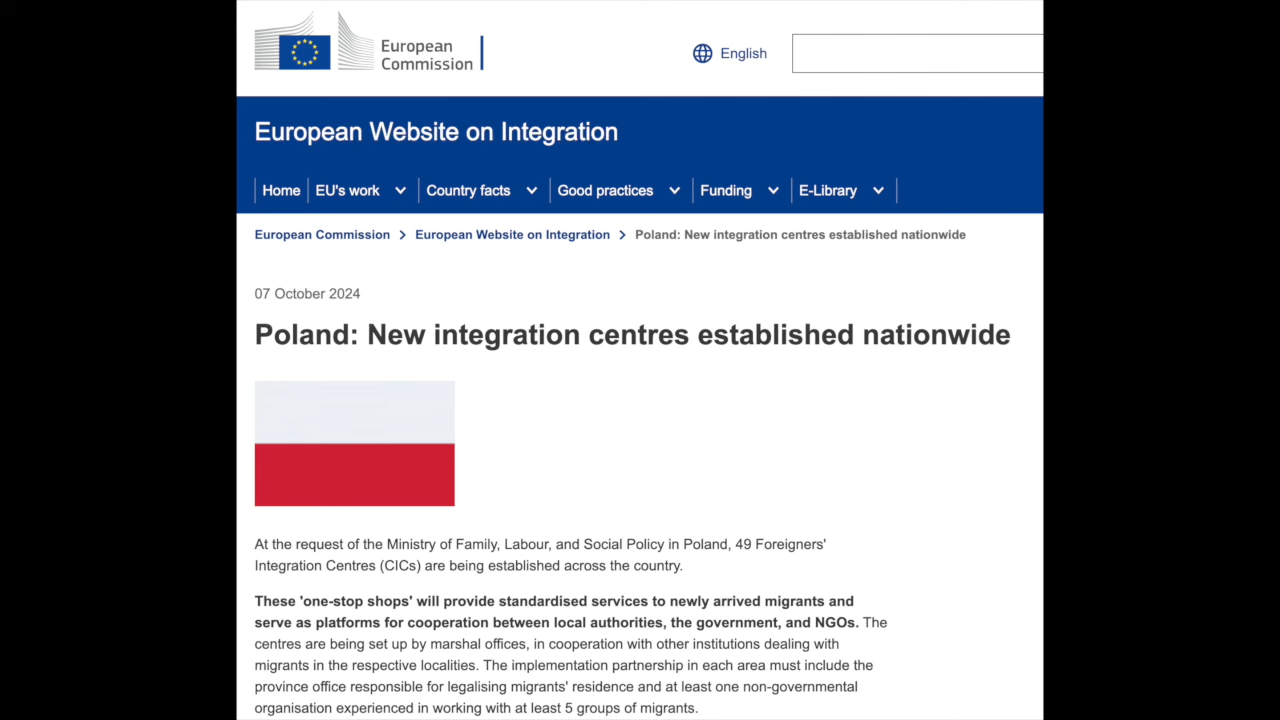 European
Commission
English
European Website on Integration
Home EU's work Country facts Good practices Funding E-Library
European Commission > European Website on Integration > Poland: New integration centres established nationwide
07 October 2024
Poland: New integration centres established nationwide
At the request of the Ministry of Family, Labour, and Social Policy in Poland, 49 Foreigners'
Integration Centres (CICs) are being established across the country.
These 'one-stop shops' will provide standardised services to newly arrived migrants and
serve as platforms for cooperation between local authorities, the government, and NGOs. The
centres are being set up by marshal offices, in cooperation with other institutions dealing with
migrants in the respective localities. The implementation partnership in each area must include the
province office responsible for legalising migrants' residence and at least one non-governmental
organisation experienced in working with at least 5 groups of migrants.